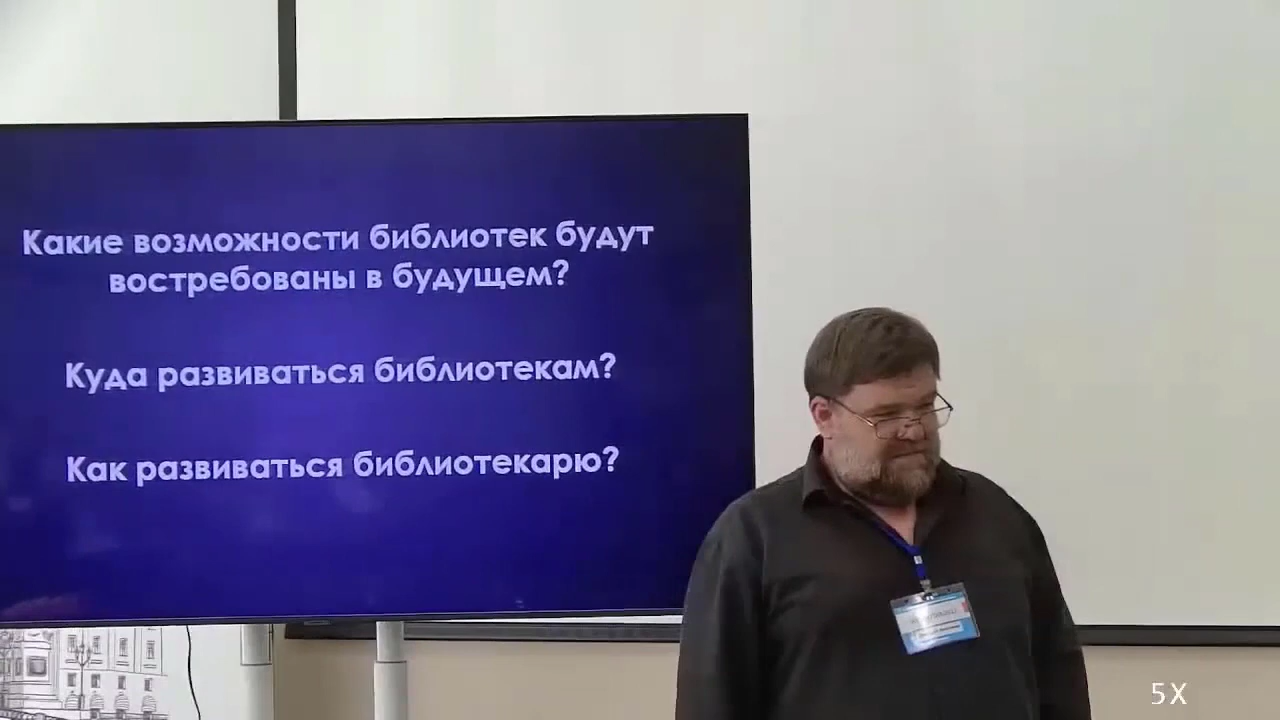 Какие возможности библиотек будут
востребованы в будущем?
Куда развиваться библиотекам?
Как развиваться библиотекарю?
5X